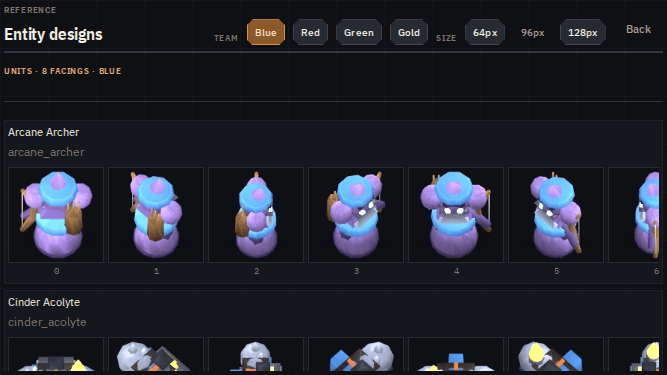 REFERENCE
Entity designs
TEAM Blue Red Green Gold SIZE 64px 96px 128px Back
UNITS · 8 FACINGS · BLUE
Arcane Archer
arcane_archer
0 1 2 3 4 5 6
Cinder Acolyte
cinder_acolyte